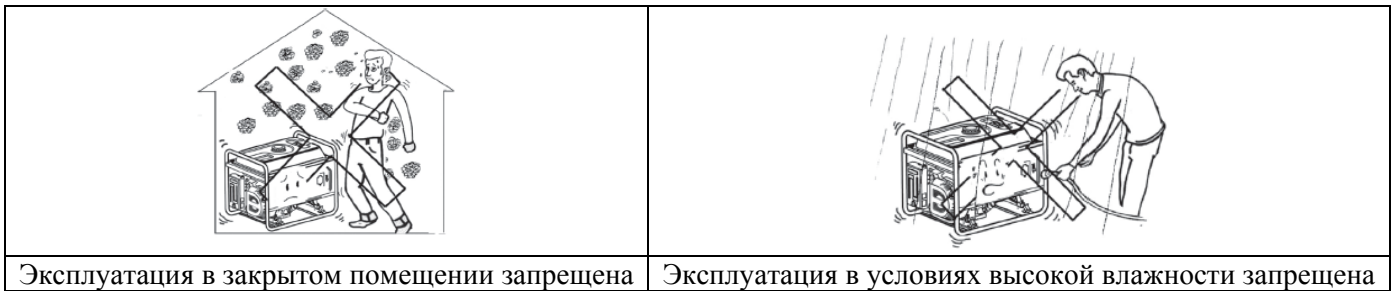 Эксплуатация в закрытом помещении запрещена
Эксплуатация в условиях высокой влажности запрещена